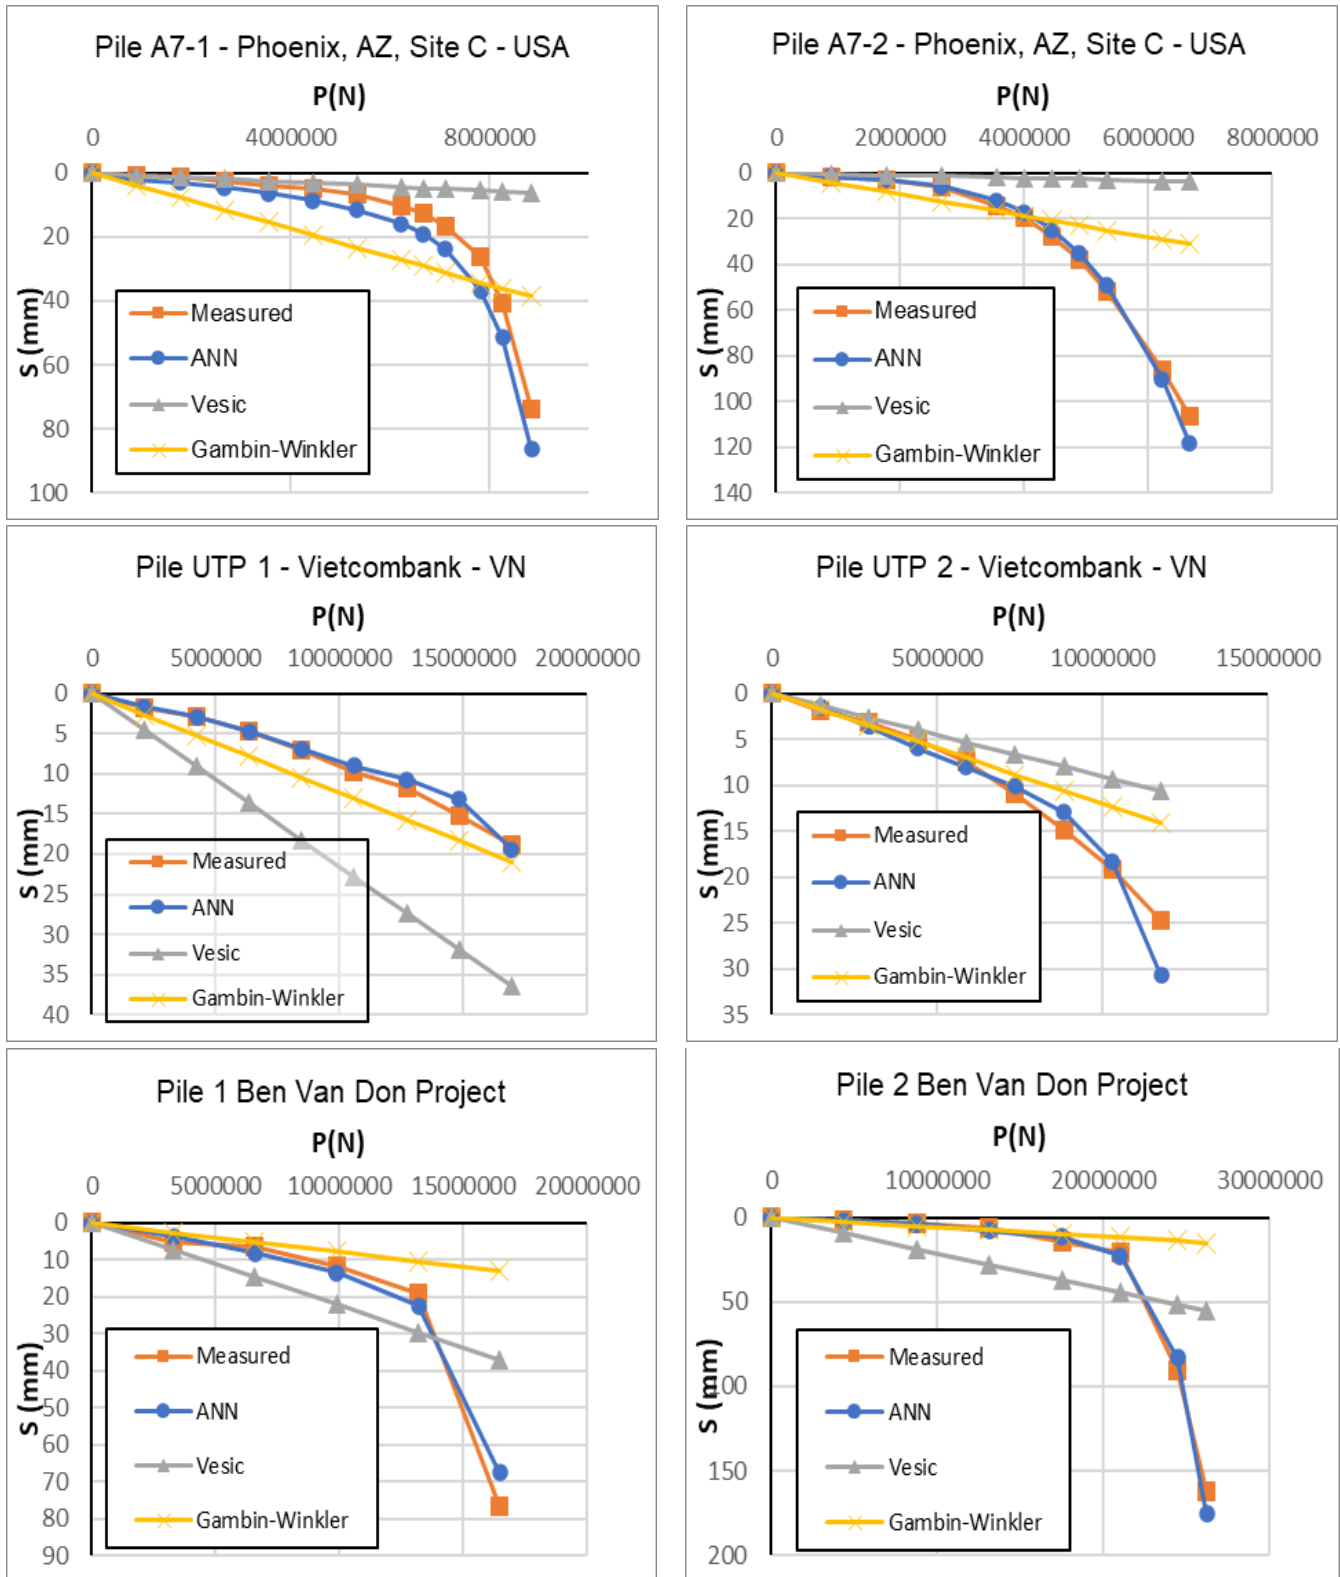 Pile A7-1 - Phoenix, AZ, Site C - USA
P(N)
0 40000000 80000000
0
20
40
60
80
100
S (mm)
Measured
ANN
Vesic
Gambin-Winkler
Pile A7-2 - Phoenix, AZ, Site C - USA
P(N)
0 20000000 40000000 60000000 80000000
0
20
40
60
80
100
120
140
S (mm)
Measured
ANN
Vesic
Gambin-Winkler
Pile UTP 1 - Vietcombank - VN
P(N)
0 5000000 10000000 15000000 20000000
0
5
10
15
20
25
30
35
40
S (mm)
Measured
ANN
Vesic
Gambin-Winkler
Pile UTP 2 - Vietcombank - VN
P(N)
0 5000000 10000000 15000000
0
5
10
15
20
25
30
35
S (mm)
Measured
ANN
Vesic
Gambin-Winkler
Pile 1 Ben Van Don Project
P(N)
0 5000000 10000000 15000000 20000000
0
10
20
30
40
50
60
70
80
90
S (mm)
Measured
ANN
Vesic
Gambin-Winkler
Pile 2 Ben Van Don Project
P(N)
0 10000000 20000000 30000000
0
50
100
150
200
S (mm)
Measured
ANN
Vesic
Gambin-Winkler